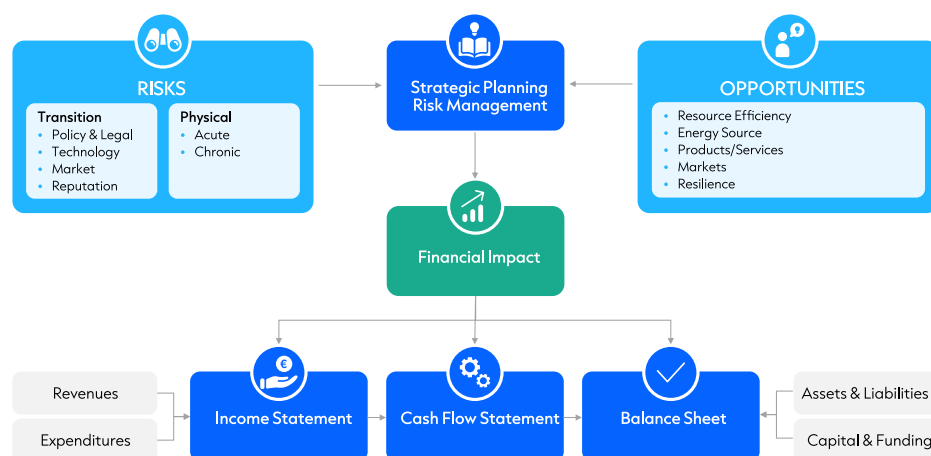 RISKS
Transition
Policy & Legal
Technology
Market
Reputation
Physical
Acute
Chronic
Strategic Planning
Risk Management
OPPORTUNITIES
Resource Efficiency
Energy Source
Products/Services
Markets
Resilience
Financial Impact
€
Revenues
Expenditures
Income Statement
Cash Flow Statement
Balance Sheet
Assets & Liabilities
Capital & Funding